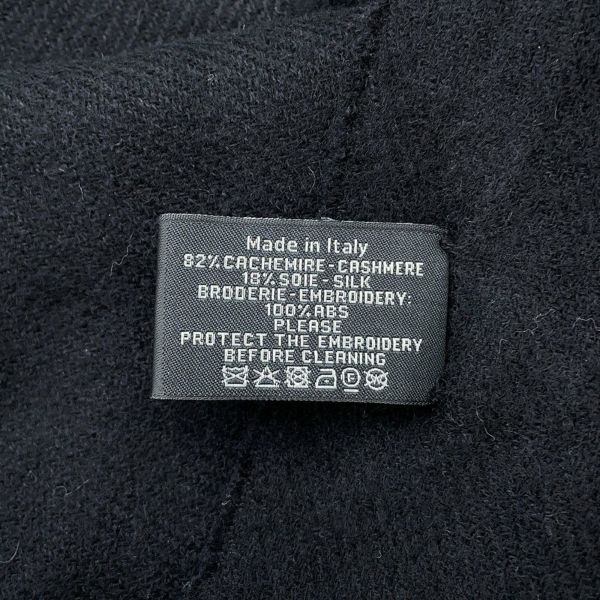 Made in Italy
82% CACHEMIRE - CASHMERE
18% SOIE - SILK
BRODERIE - EMBROIDERY:
100% ABS
PLEASE
PROTECT THE EMBROIDERY
BEFORE CLEANING